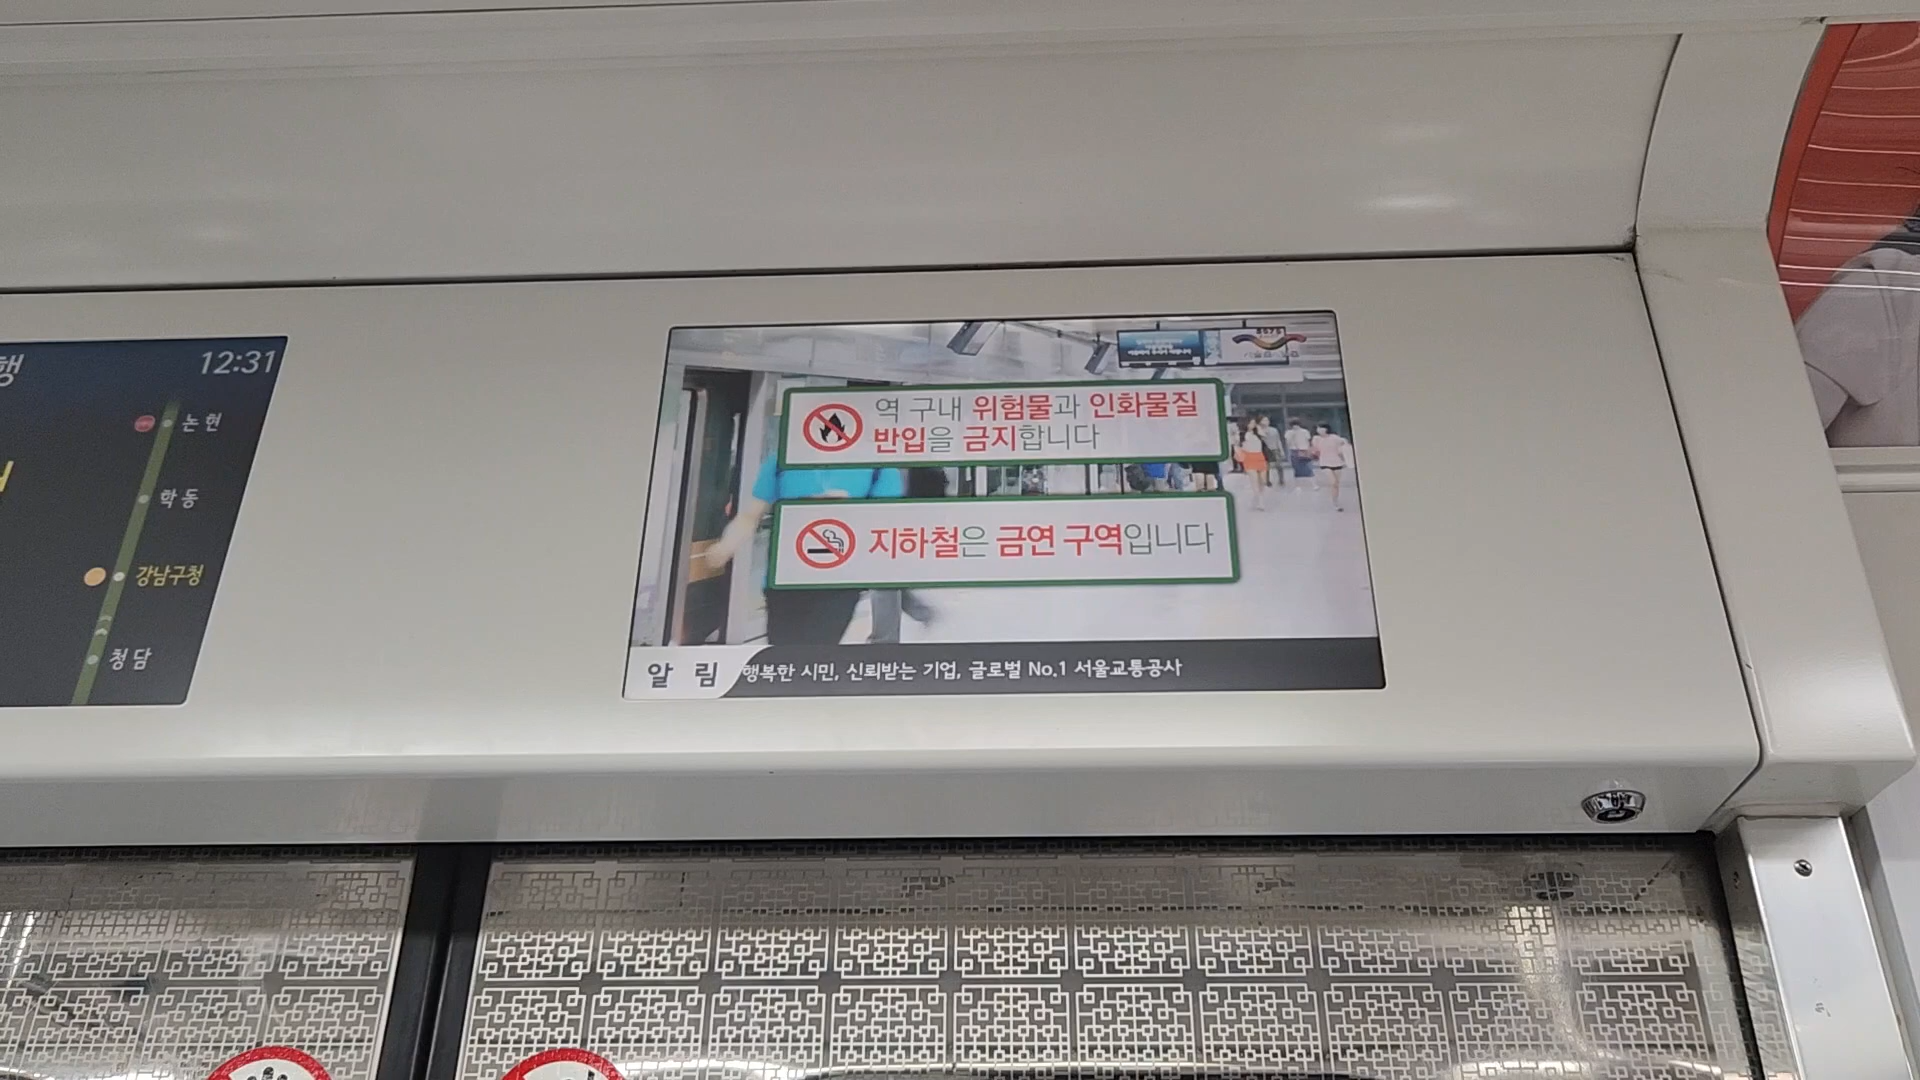 행
12:31
논현
학동
강남구청
청담
역 구내 위험물과 인화물질
반입을 금지합니다
지하철은 금연 구역입니다
알 림
행복한 시민, 신뢰받는 기업, 글로벌 No.1 서울교통공사